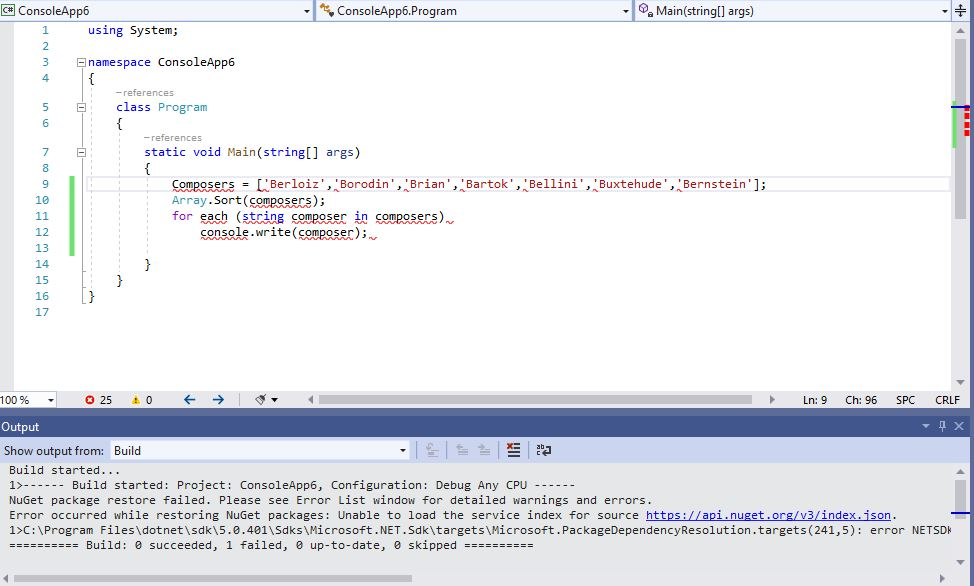 C# ConsoleApp6 ConsoleApp6.Program Main(string[] args)
1 using System;
2
3 namespace ConsoleApp6
4 {
–references
5 class Program
6 {
–references
7 static void Main(string[] args)
8 {
9 Composers = ['Berloiz','Borodin','Brian','Bartok','Bellini','Buxtehude','Bernstein'];
10 Array.Sort(composers);
11 for each (string composer in composers)
12 console.write(composer);
13
14 }
15 }
16 }
17
100 % 25 0 Ln: 9 Ch: 96 SPC CRLF
Output
Show output from: Build
Build started...
1>------ Build started: Project: ConsoleApp6, Configuration: Debug Any CPU ------
NuGet package restore failed. Please see Error List window for detailed warnings and errors.
Error occurred while restoring NuGet packages: Unable to load the service index for source https://api.nuget.org/v3/index.json.
1>C:\Program Files\dotnet\sdk\5.0.401\Sdks\Microsoft.NET.Sdk\targets\Microsoft.PackageDependencyResolution.targets(241,5): error NETSDK
========== Build: 0 succeeded, 1 failed, 0 up-to-date, 0 skipped ==========